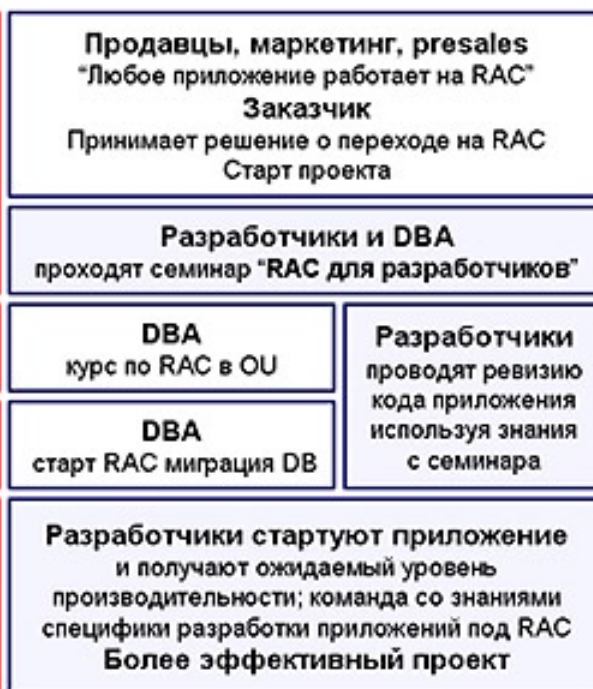 Продавцы, маркетинг, presales
“Любое приложение работает на RAC”
Заказчик
Принимает решение о переходе на RAC
Старт проекта
Разработчики и DBA
проходят семинар “RAC для разработчиков”
DBA
курс по RAC в OU
DBA
старт RAC миграция DB
Разработчики
проводят ревизию
кода приложения
используя знания
с семинара
Разработчики стартуют приложение
и получают ожидаемый уровень
производительности; команда со знаниями
специфики разработки приложений под RAC
Более эффективный проект